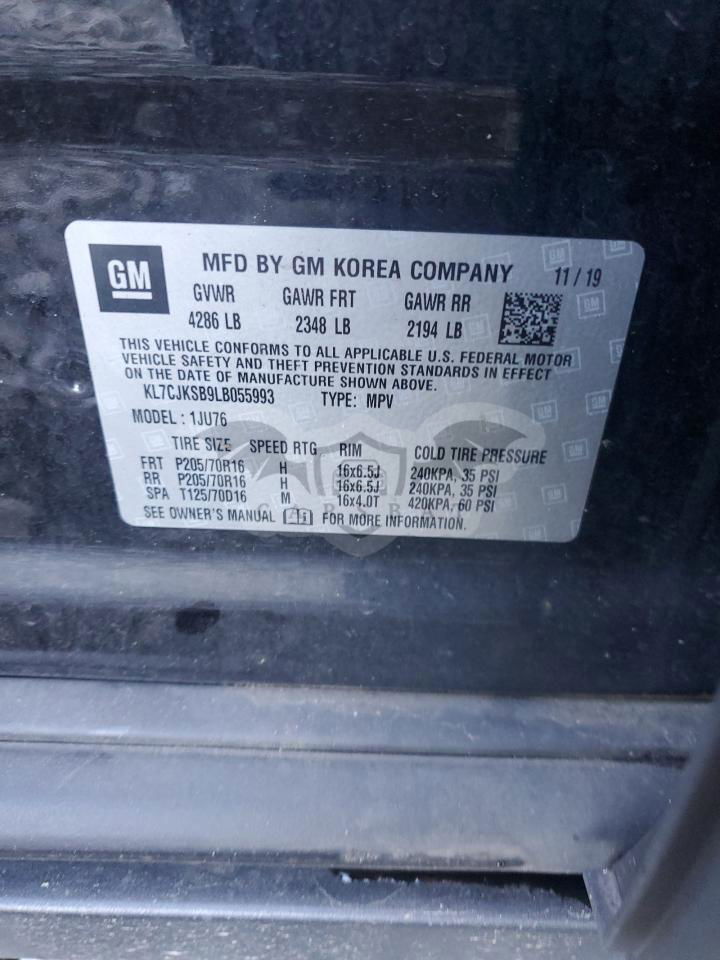 GM
MFD BY GM KOREA COMPANY 11 / 19
GVWR GAWR FRT GAWR RR
4286 LB 2348 LB 2194 LB
THIS VEHICLE CONFORMS TO ALL APPLICABLE U.S. FEDERAL MOTOR
VEHICLE SAFETY AND THEFT PREVENTION STANDARDS IN EFFECT
ON THE DATE OF MANUFACTURE SHOWN ABOVE.
KL7CJKSB9LB055993 TYPE: MPV
MODEL : 1JU76
TIRE SIZE SPEED RTG RIM COLD TIRE PRESSURE
FRT P205/70R16 H 16x6.5J 240KPA, 35 PSI
RR P205/70R16 H 16x6.5J 240KPA, 35 PSI
SPA T125/70D16 M 16x4.0T 420KPA, 60 PSI
SEE OWNER'S MANUAL FOR MORE INFORMATION.